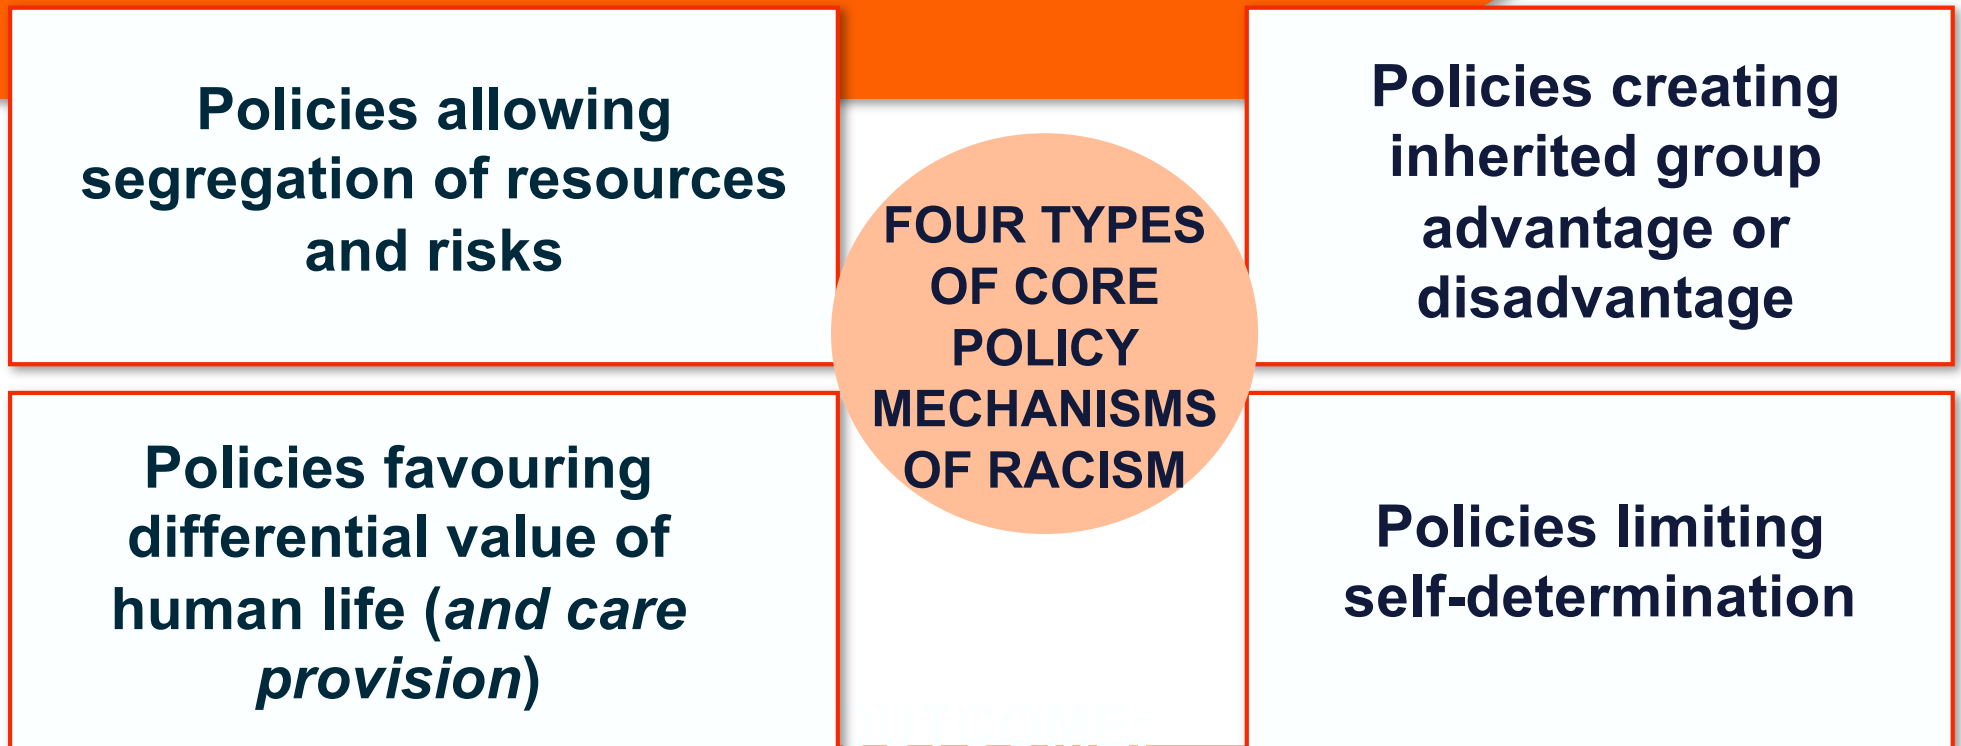 Policies allowing
segregation of resources
and risks
Policies creating
inherited group
advantage or
disadvantage
FOUR TYPES
OF CORE
POLICY
MECHANISMS
OF RACISM
Policies favouring
differential value of
human life (and care
provision)
Policies limiting
self-determination